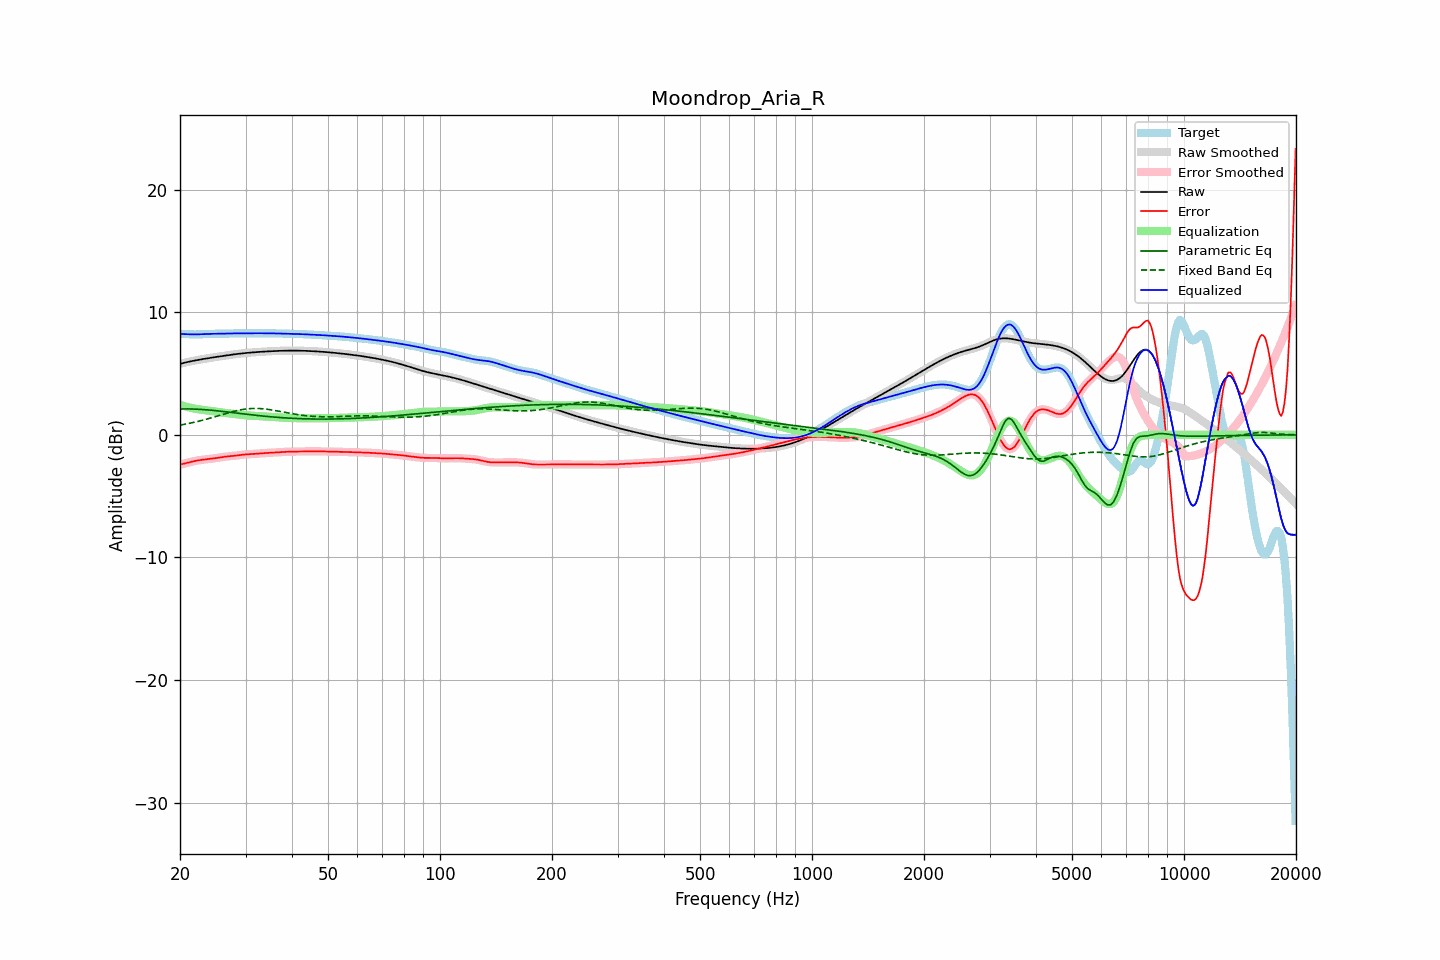 Moondrop_Aria_R
Target
Raw Smoothed
Error Smoothed
Raw
Error
Equalization
Parametric Eq
Fixed Band Eq
Equalized
20
10
0
−10
−20
−30
Amplitude (dBr)
20 50 100 200 500 1000 2000 5000 10000 20000
Frequency (Hz)